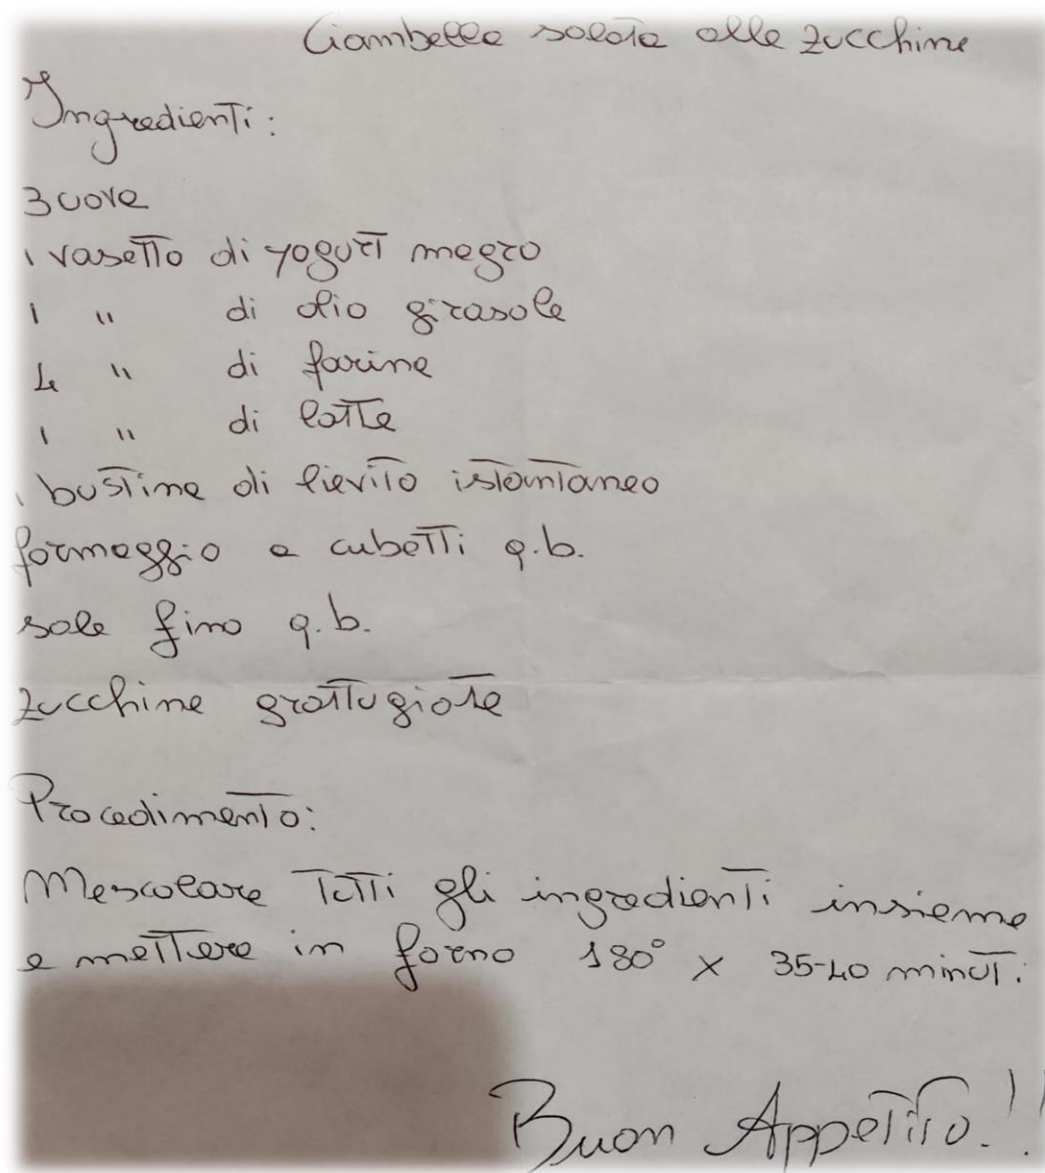 Ciambella salata alle zucchine
Ingredienti:
3 uova
1 vasetto di yogurt magro
1 " di olio girasole
4 " di farina
1 " di latte
1 bustina di lievito istantaneo
formaggio a cubetti q.b.
sale fino q.b.
zucchine grattugiate
Procedimento:
Mescolare tutti gli ingredienti insieme
e mettere in forno 180° x 35-40 minuti.
Buon Appetito!!